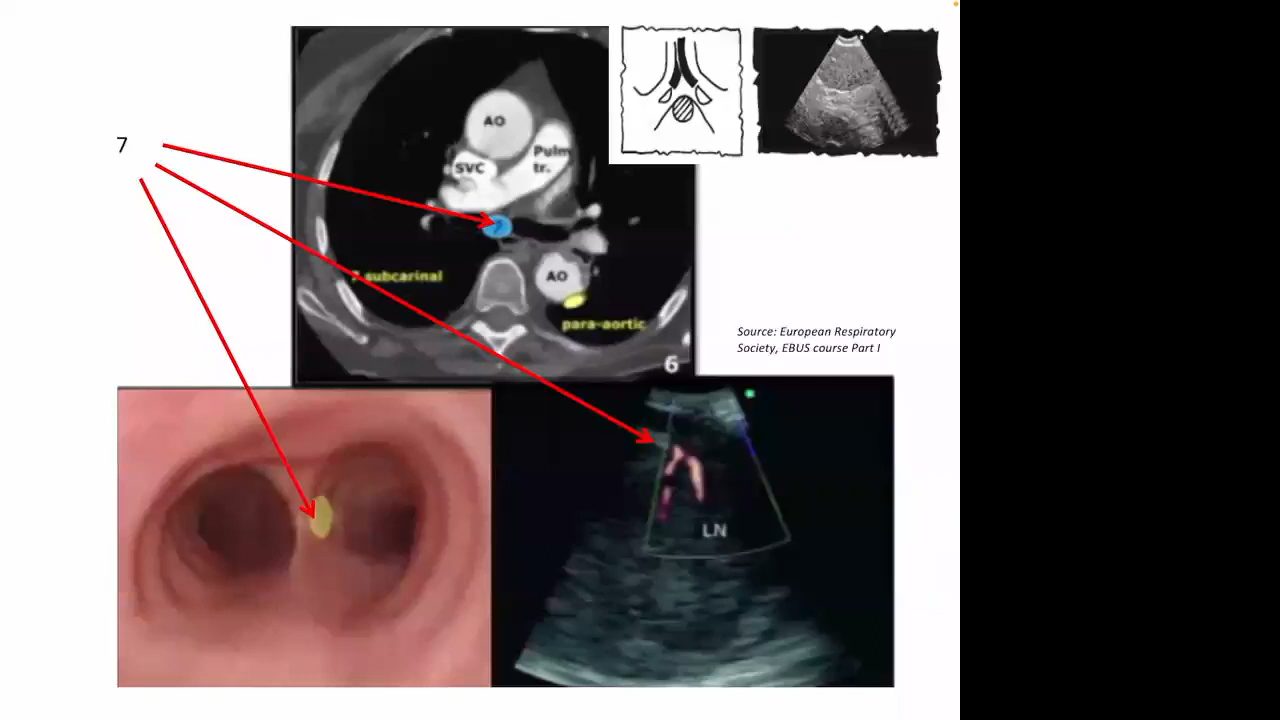 7
AO
SVC
Pulm
tr.
7
7 subcarinal
AO
para-aortic
6
Source: European Respiratory
Society, EBUS course Part I
LN